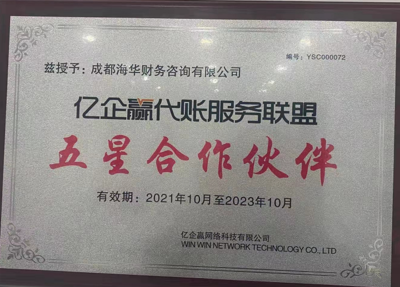 编号：YSC000072
兹授予：成都海华财务咨询有限公司
亿企赢代账服务联盟
五星合作伙伴
有效期：2021年10月至2023年10月
亿企赢网络科技有限公司
WIN WIN NETWORK TECHNOLOGY CO., LTD